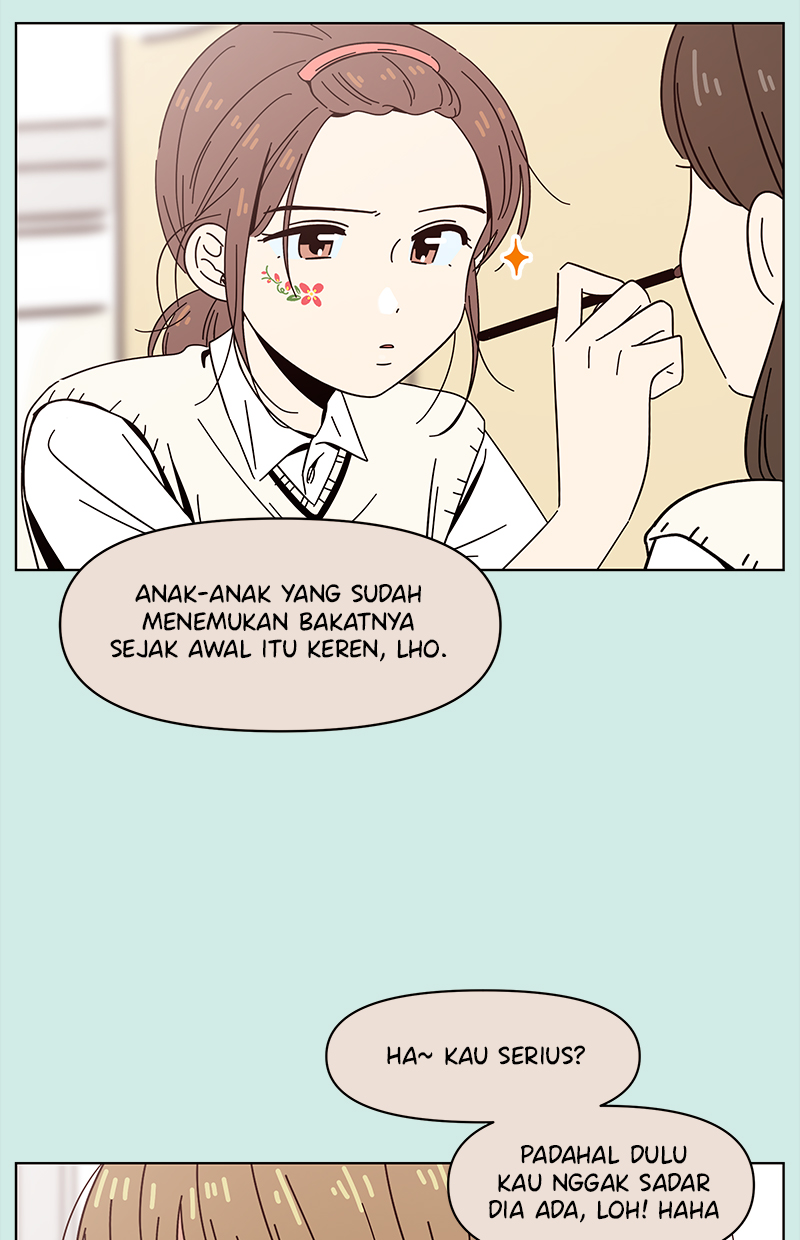 ANAK-ANAK YANG SUDAH
MENEMUKAN BAKATNYA
SEJAK AWAL ITU KEREN, LHO.
HA~ KAU SERIUS?
PADAHAL DULU
KAU NGGAK SADAR
DIA ADA, LOH! HAHA